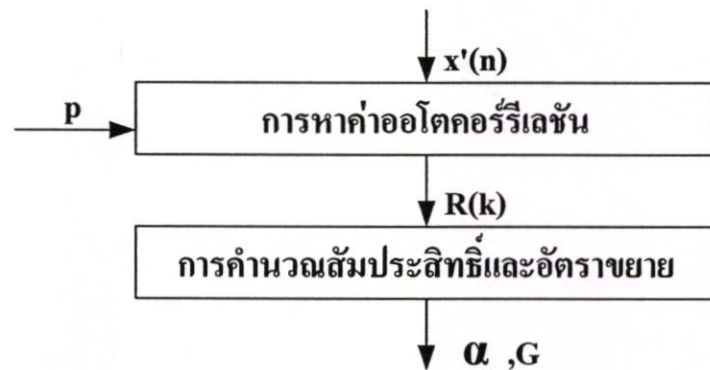 x'(n)
p
การหาค่าออโตคอร์รีเลชัน
R(k)
การคำนวณสัมประสิทธิ์และอัตราขยาย
α ,G